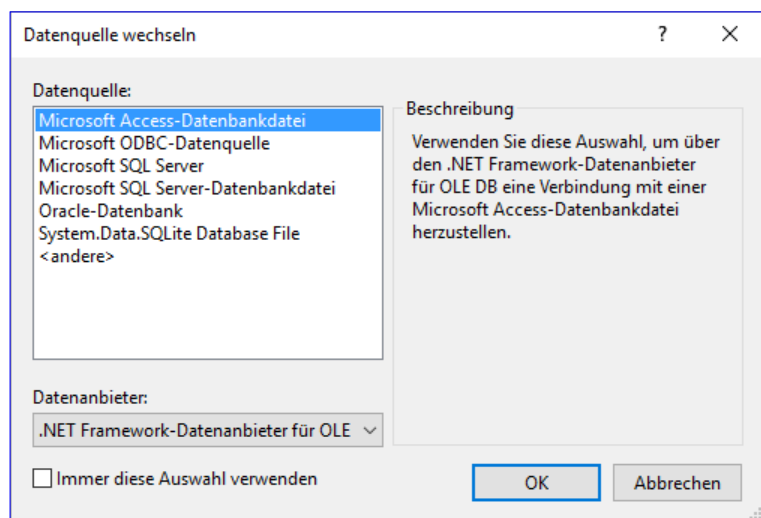 Datenquelle wechseln
?
Datenquelle:
Microsoft Access-Datenbankdatei
Microsoft ODBC-Datenquelle
Microsoft SQL Server
Microsoft SQL Server-Datenbankdatei
Oracle-Datenbank
System.Data.SQLite Database File
<andere>
Beschreibung
Verwenden Sie diese Auswahl, um über
den .NET Framework-Datenanbieter
für OLE DB eine Verbindung mit einer
Microsoft Access-Datenbankdatei
herzustellen.
Datenanbieter:
.NET Framework-Datenanbieter für OLE
Immer diese Auswahl verwenden
OK
Abbrechen